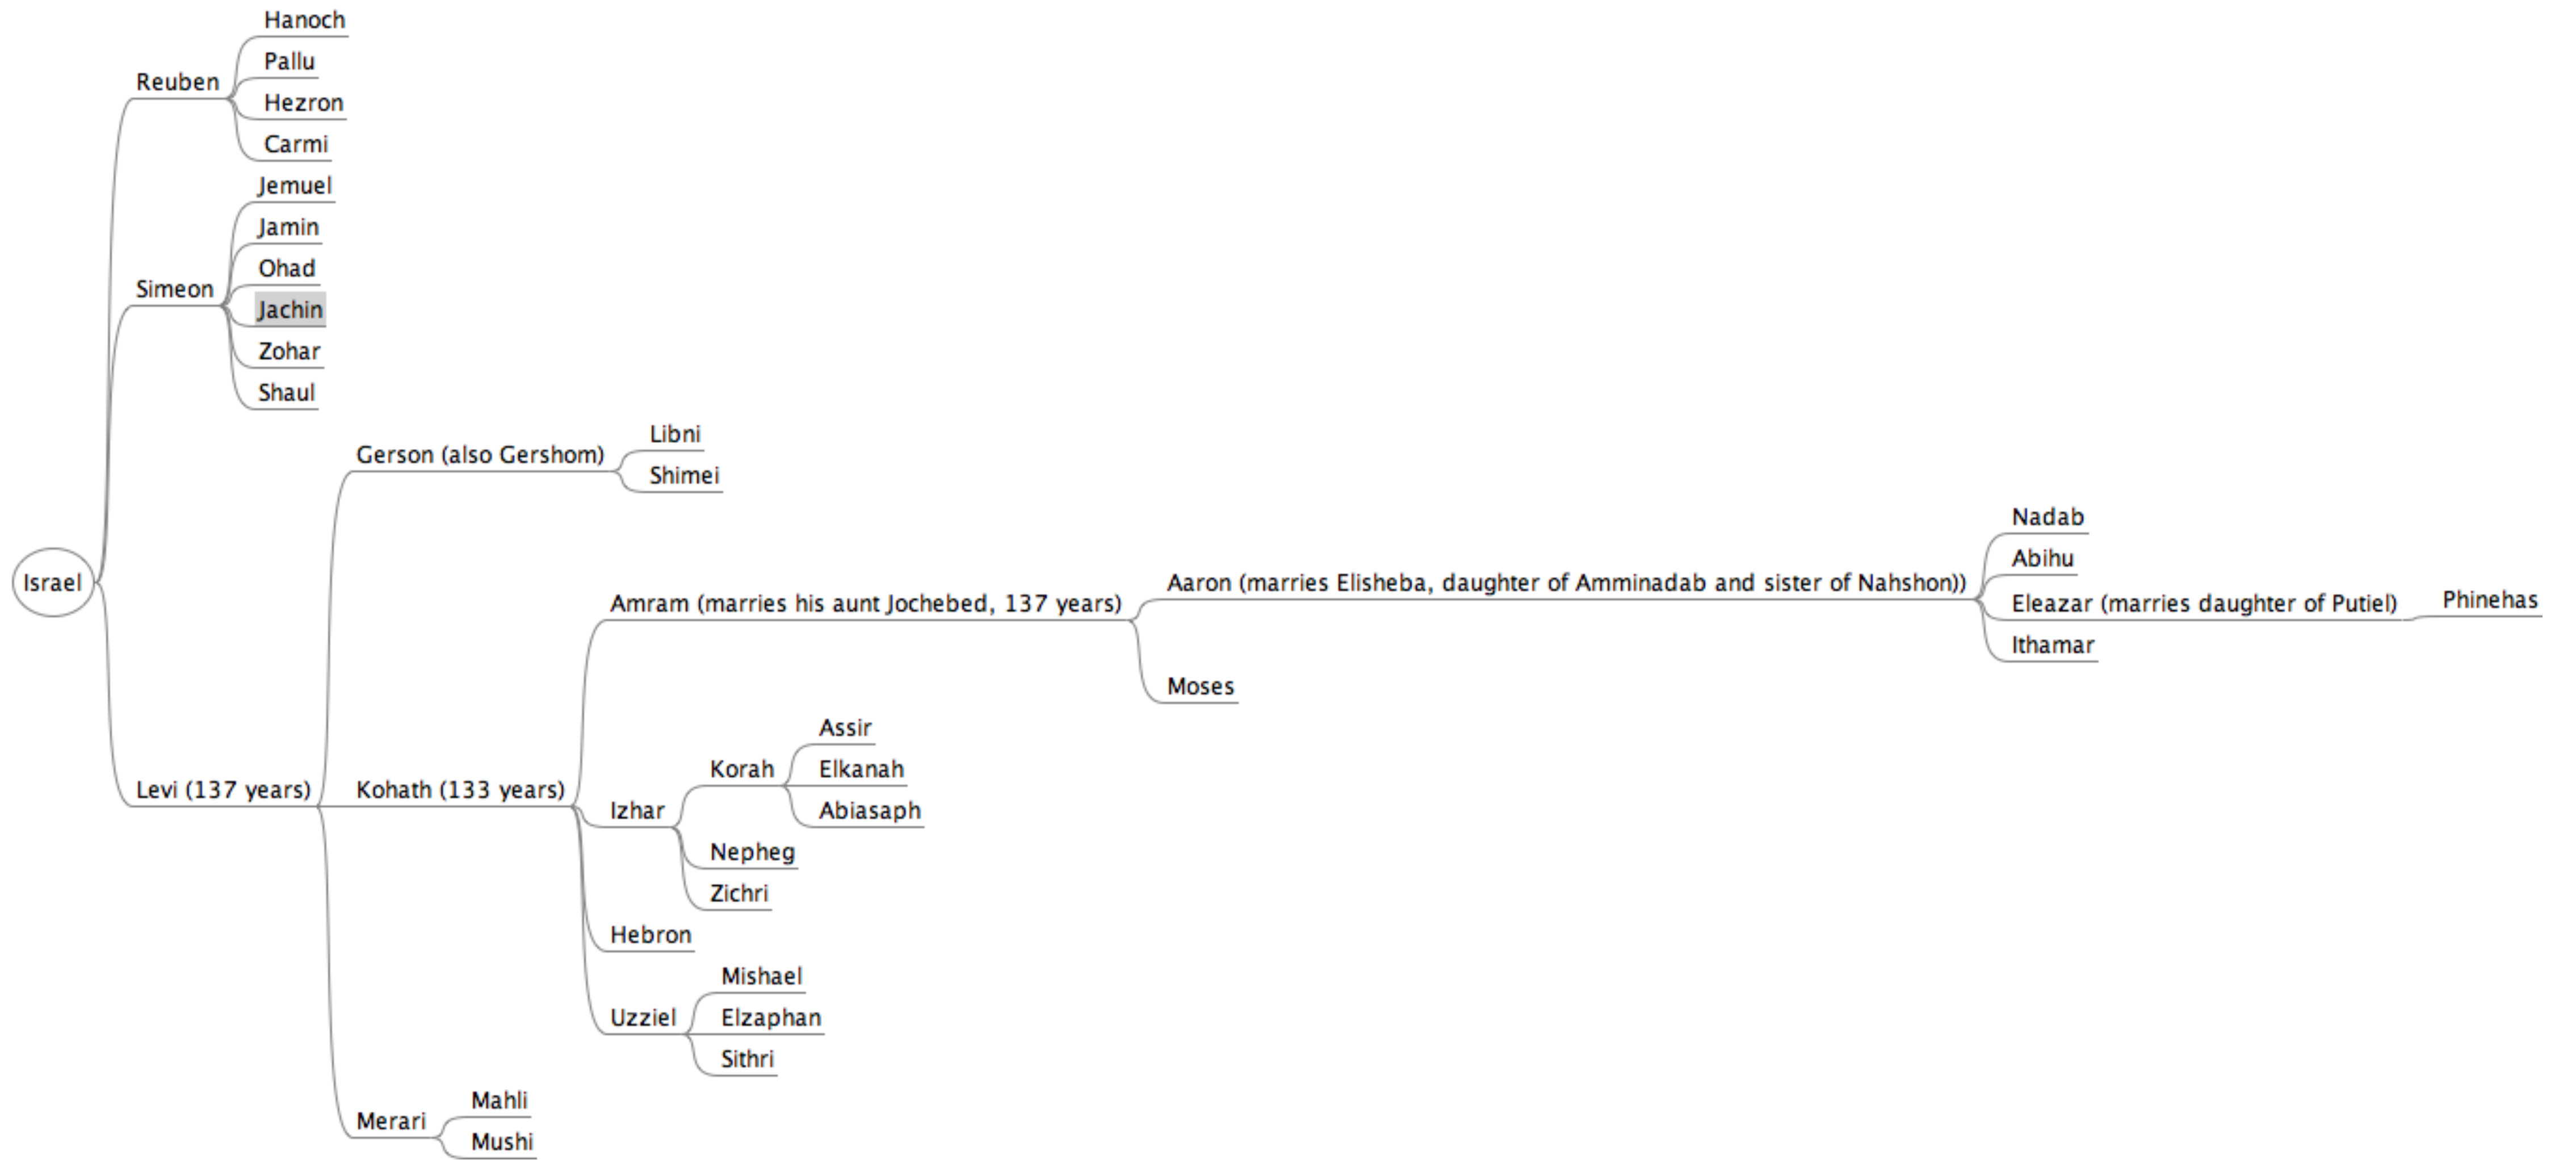 Hanoch
Pallu
Reuben
Hezron
Carmi
Jemuel
Jamin
Ohad
Simeon
Jachin
Zohar
Shaul
Libni
Gerson (also Gershom)
Shimei
Nadab
Abihu
Israel
Aaron (marries Elisheba, daughter of Amminadab and sister of Nahshon))
Amram (marries his aunt Jochebed, 137 years)
Eleazar (marries daughter of Putiel)
Phinehas
Ithamar
Moses
Assir
Korah
Elkanah
Levi (137 years)
Kohath (133 years)
Izhar
Abiasaph
Nepheg
Zichri
Hebron
Mishael
Uzziel
Elzaphan
Sithri
Mahli
Merari
Mushi